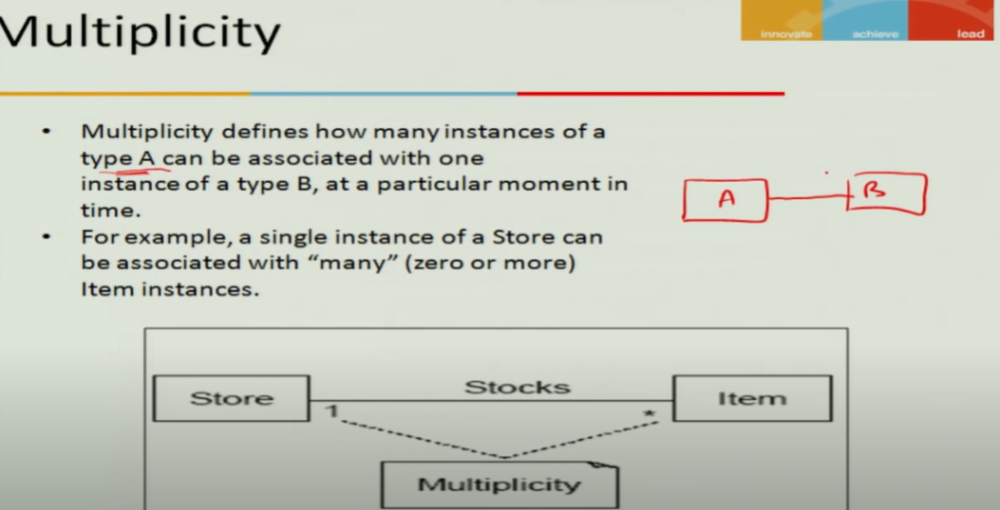 Multiplicity
innovate achieve lead
• Multiplicity defines how many instances of a
type A can be associated with one
instance of a type B, at a particular moment in
time.
A B
• For example, a single instance of a Store can
be associated with “many” (zero or more)
Item instances.
Store Stocks Item
1 *
Multiplicity